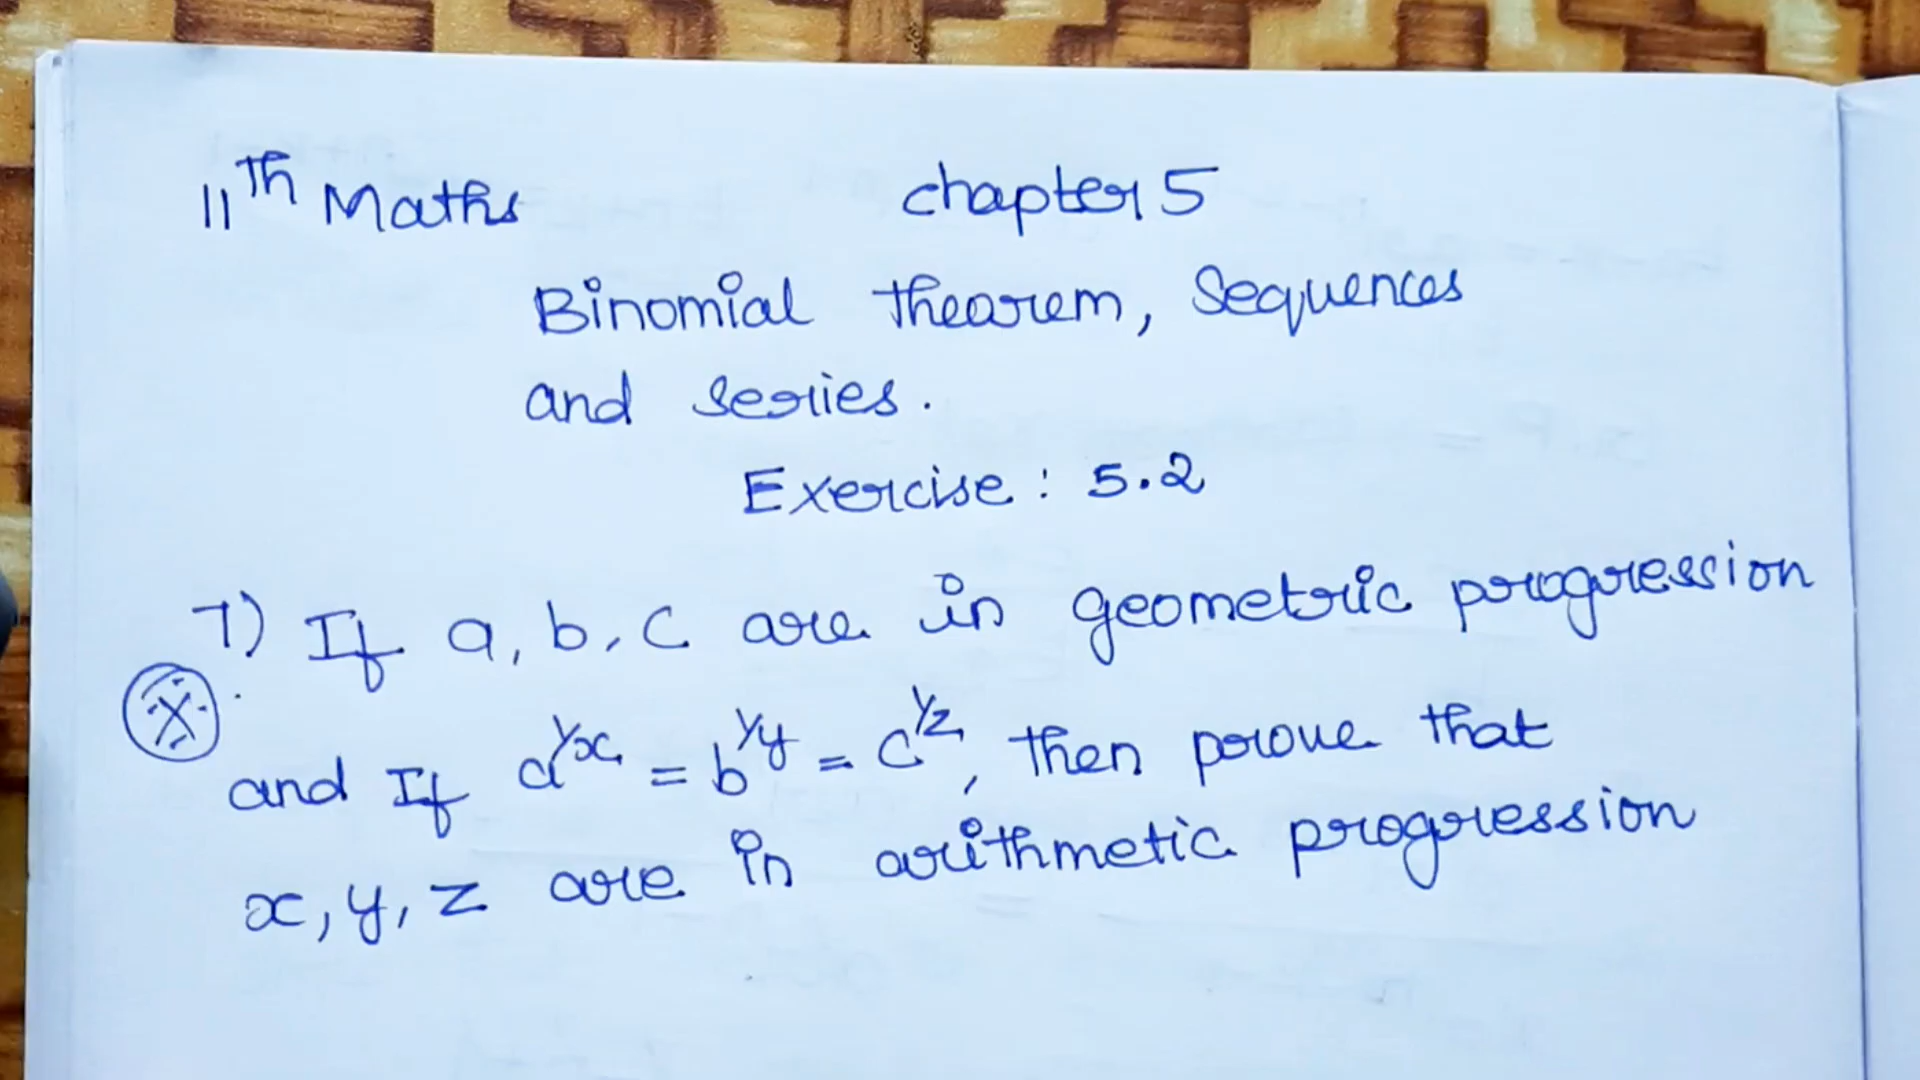 11th Maths chapter 5
Binomial thearem, Sequences
and series.
Exercise : 5.2
7) If a, b, c are in geometric progression
and If a^1/x = b^1/y = c^1/z, then prove that
x, y, z are in arithmetic progression